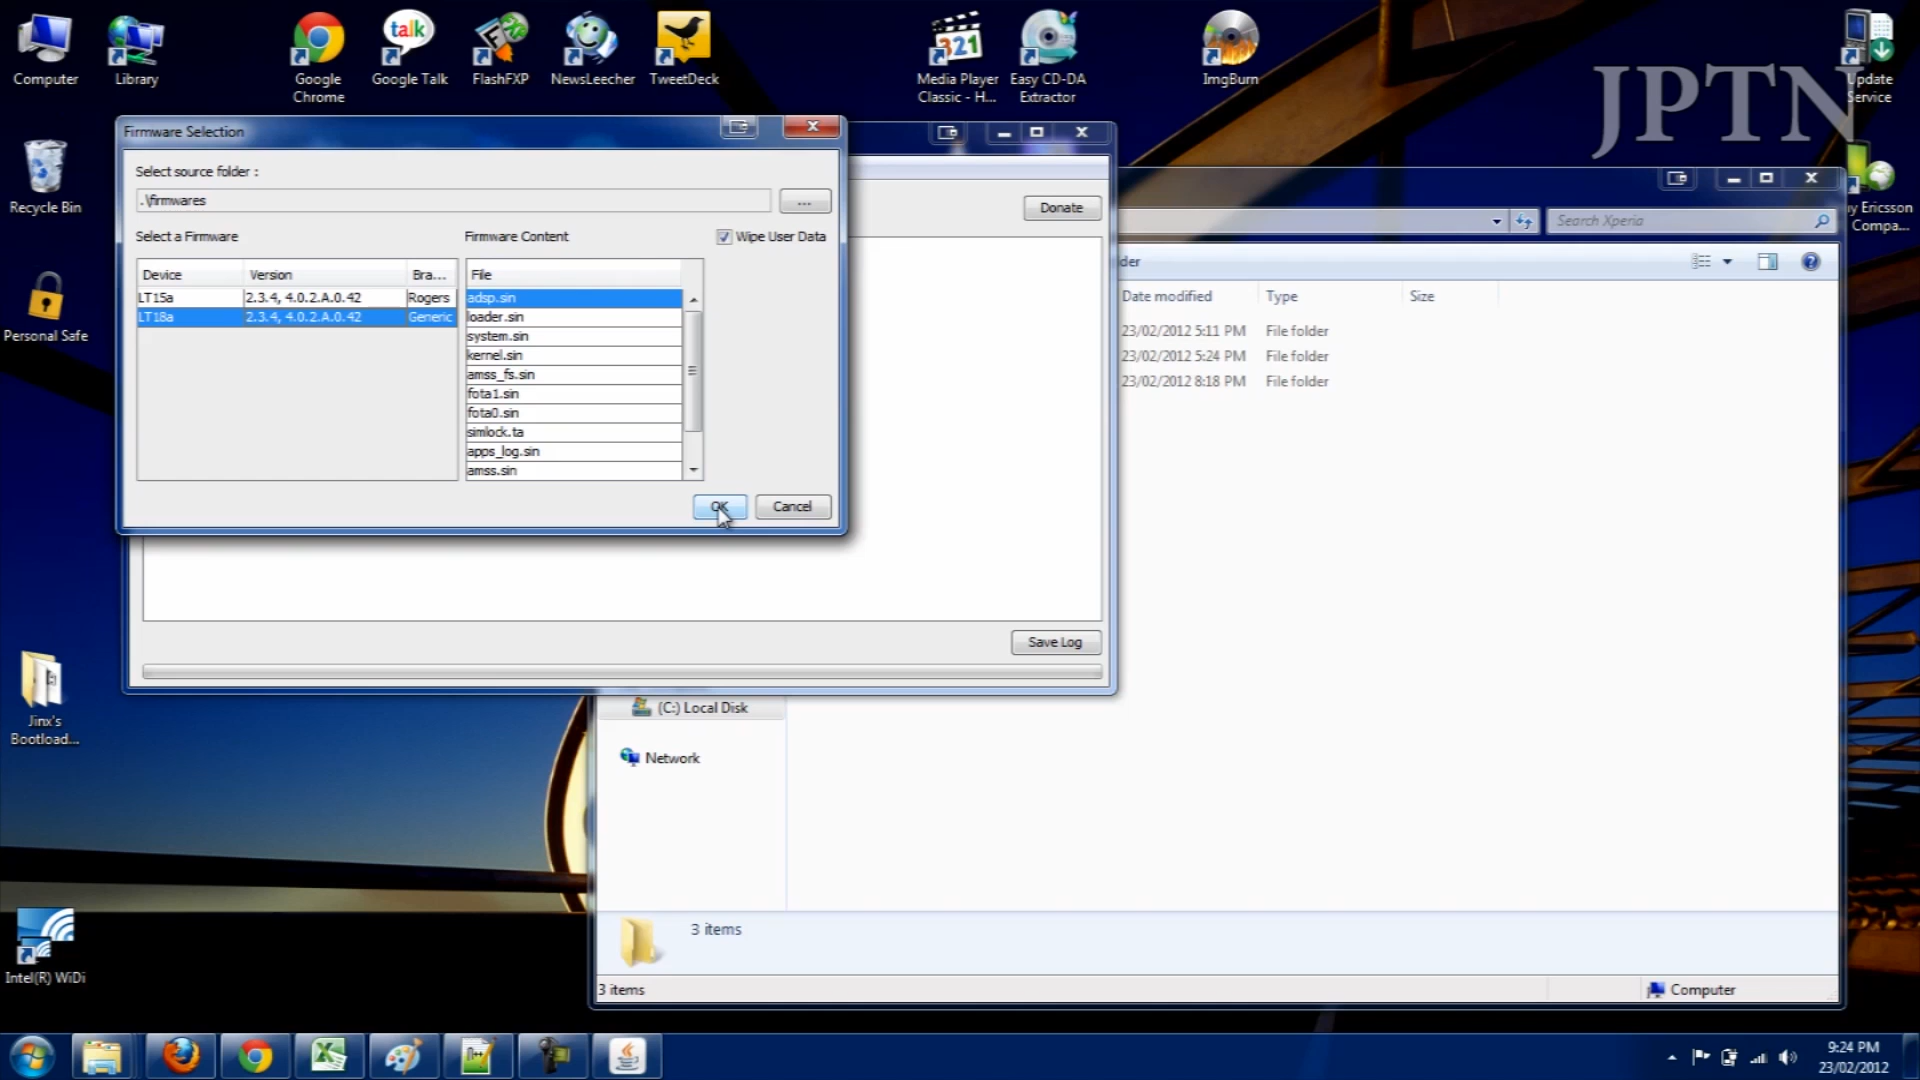 Computer
Library
Google Chrome
talk
Google Talk
FlashFXP
NewsLeecher
TweetDeck
321
Media Player Classic - H...
Easy CD-DA Extractor
ImgBurn
Update Service
JPTN
Recycle Bin
Personal Safe
Jinx's Bootload...
Intel(R) WiDi
y Ericsson
Compa...
Firmware Selection
Select source folder :
.\firmwares
...
Select a Firmware
Firmware Content
Wipe User Data
Device Version Bra...
LT15a 2.3.4, 4.0.2.A.0.42 Rogers
LT18a 2.3.4, 4.0.2.A.0.42 Generic
File
adsp.sin
loader.sin
system.sin
kernel.sin
amss_fs.sin
fota1.sin
fota0.sin
simlock.ta
apps_log.sin
amss.sin
OK
Cancel
Donate
Save Log
Search Xperia
der
Date modified Type Size
23/02/2012 5:11 PM File folder
23/02/2012 5:24 PM File folder
23/02/2012 8:18 PM File folder
(C:) Local Disk
Network
3 items
3 items
Computer
9:24 PM
23/02/2012